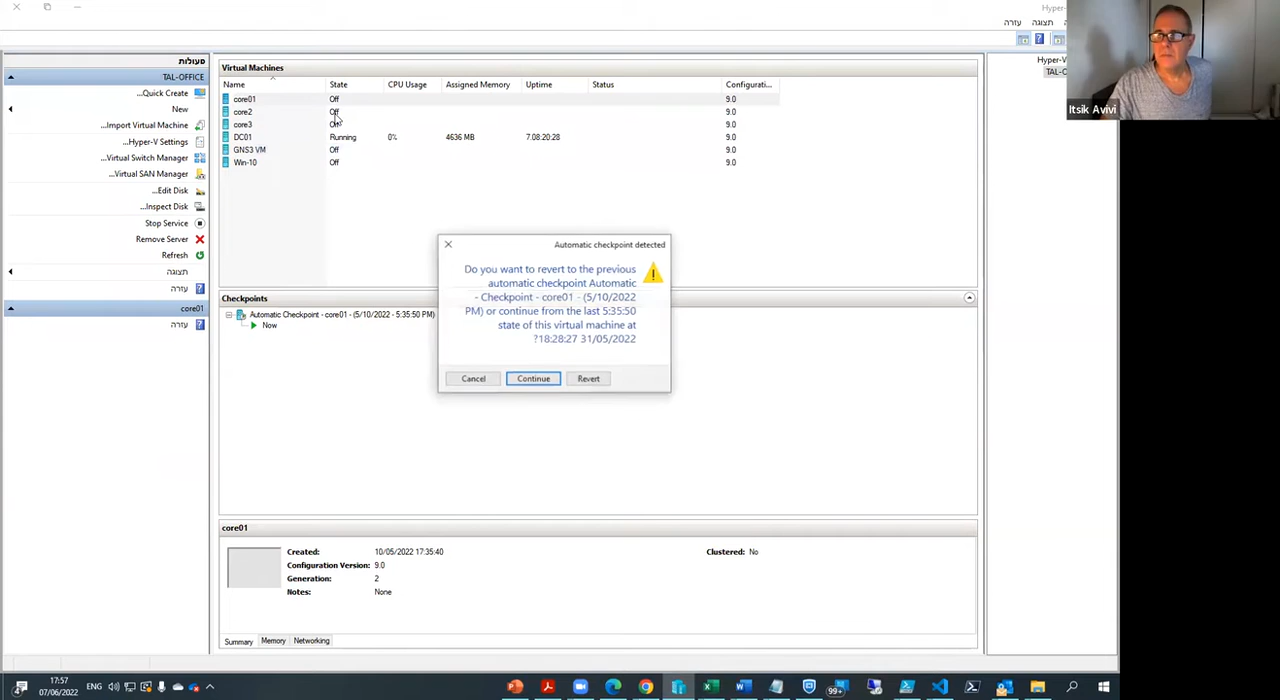 Hyper-
עזרה
תצוגה
Itsik Avivi
פעולות
TAL-OFFICE
...Quick Create
New
...Import Virtual Machine
...Hyper-V Settings
...Virtual Switch Manager
...Virtual SAN Manager
...Edit Disk
...Inspect Disk
Stop Service
Remove Server
Refresh
תצוגה
עזרה
core01
עזרה
Virtual Machines
Name State CPU Usage Assigned Memory Uptime Status Configurati...
core01 Off 9.0
core2 Off 9.0
core3 Off 9.0
DC01 Running 0% 4636 MB 7.08:20:28 9.0
GNS3 VM Off 9.0
Win-10 Off 9.0
Hyper-V
TAL-O
Automatic checkpoint detected
Do you want to revert to the previous
automatic checkpoint Automatic
- Checkpoint - core01 - (5/10/2022
PM) or continue from the last 5:35:50
state of this virtual machine at
?18:28:27 31/05/2022
Cancel Continue Revert
Checkpoints
Automatic Checkpoint - core01 - (5/10/2022 - 5:35:50 PM)
Now
core01
Created: 10/05/2022 17:35:40
Configuration Version: 9.0
Generation: 2
Notes: None
Clustered: No
Summary Memory Networking
17:57
07/06/2022
ENG
99+